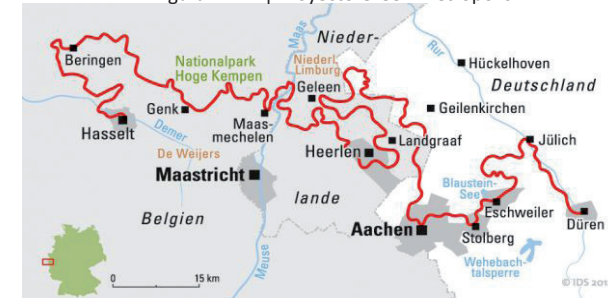 Beringen
Nationalpark
Hoge Kempen
Maas
Nieder-
Niederl.
Limburg
Geleen
Rur
Hückelhoven
Deutschland
Geilenkirchen
Genk
Maas-
mechelen
Hasselt
Demer
De Weijers
Heerlen
Landgraaf
Jülich
Maastricht
lande
Blaustein-
See
Eschweiler
Belgien
Aachen
Stolberg
Düren
Wehebach-
talsperre
Meuse
0 15 km